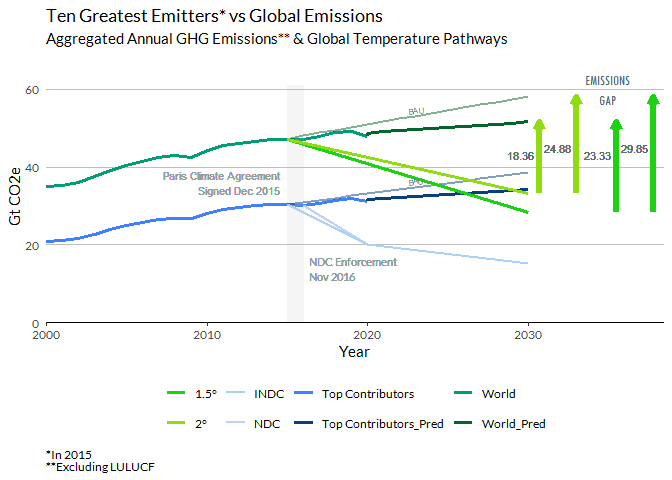 Ten Greatest Emitters* vs Global Emissions
Aggregated Annual GHG Emissions** & Global Temperature Pathways
EMISSIONS
GAP
60
BAU
18.36
24.88
23.33
29.85
40
Paris Climate Agreement
Signed Dec 2015
BAU
Gt CO2e
20
NDC Enforcement
Nov 2016
0
2000
2010
2020
2030
Year
1.5°
INDC
Top Contributors
World
2°
NDC
Top Contributors_Pred
World_Pred
*In 2015
**Excluding LULUCF